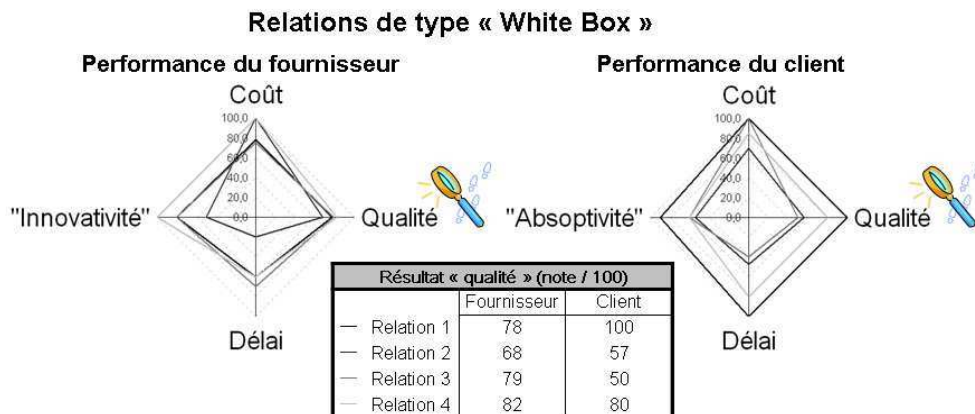 Relations de type « White Box »
Performance du fournisseur
Performance du client
Coût
100,0
80,0
60,0
40,0
20,0
0,0
"Innovativité"
Qualité
Délai
Coût
100,0
80,0
60,0
40,0
20,0
0,0
"Absoptivité"
Qualité
Délai
Résultat « qualité » (note / 100)
Fournisseur Client
Relation 1 78 100
Relation 2 68 57
Relation 3 79 50
Relation 4 82 80